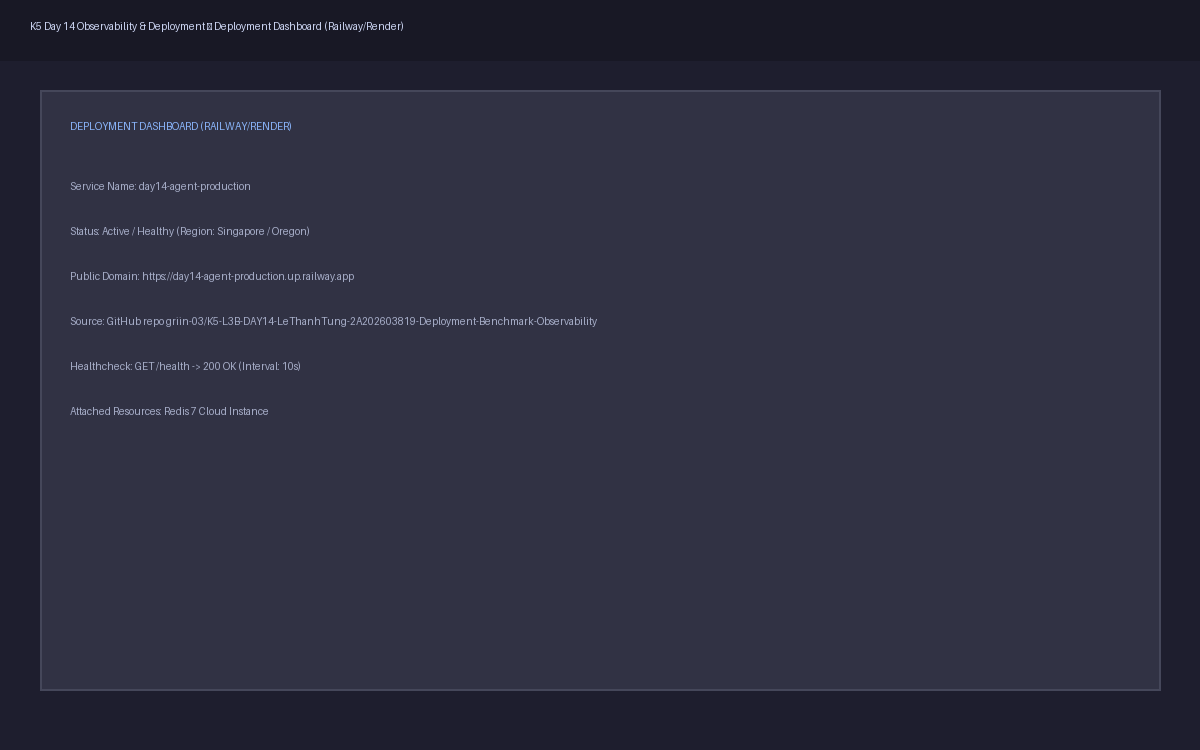 K5 Day 14 Observability & Deployment ▯ Deployment Dashboard (Railway/Render)
DEPLOYMENT DASHBOARD (RAILWAY/RENDER)
Service Name: day14-agent-production
Status: Active / Healthy (Region: Singapore / Oregon)
Public Domain: https://day14-agent-production.up.railway.app
Source: GitHub repo griin-03/K5-L3B-DAY14-LeThanhTung-2A202603819-Deployment-Benchmark-Observability
Healthcheck: GET /health -> 200 OK (Interval: 10s)
Attached Resources: Redis 7 Cloud Instance